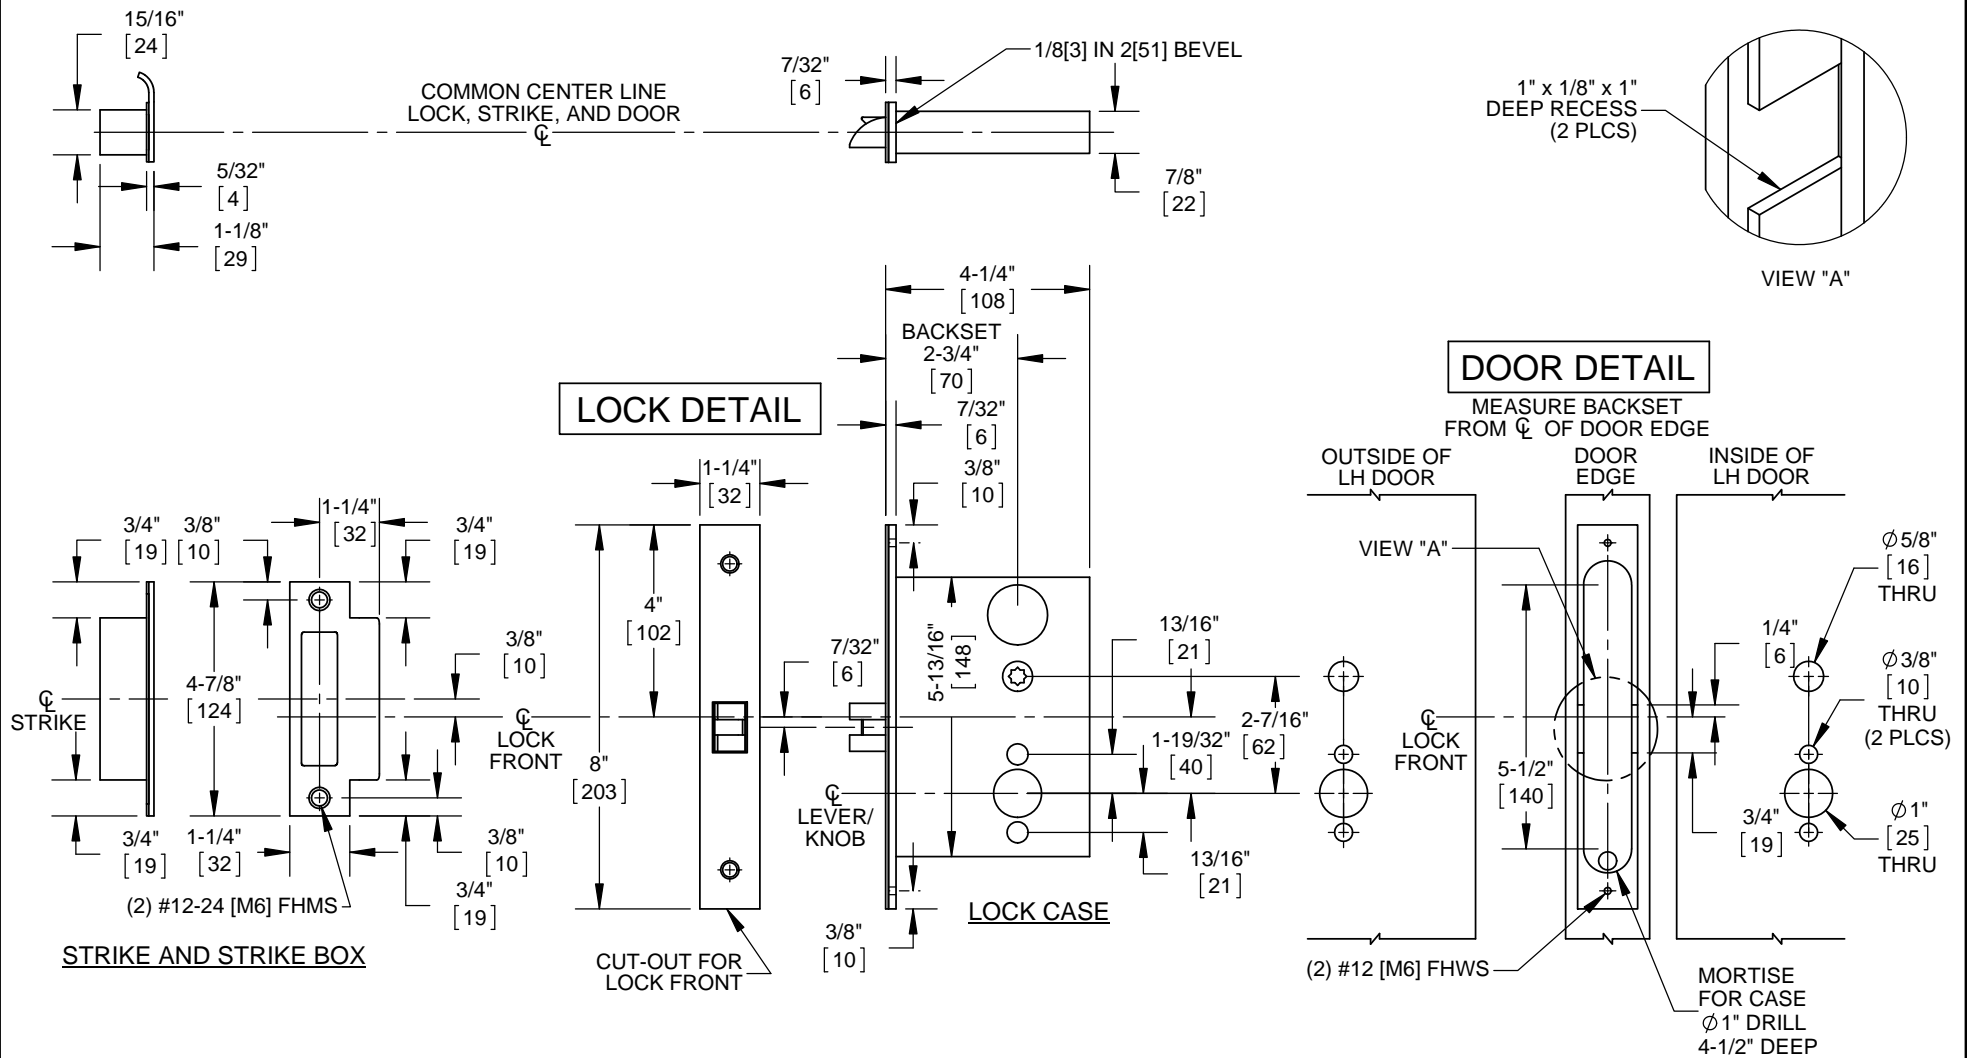 15/16"
[24]
COMMON CENTER LINE
LOCK, STRIKE, AND DOOR
℄
5/32"
[4]
1-1/8"
[29]
7/32"
[6]
1/8[3] IN 2[51] BEVEL
7/8"
[22]
1" x 1/8" x 1"
DEEP RECESS
(2 PLCS)
VIEW "A"
LOCK DETAIL
4-1/4"
[108]
BACKSET
2-3/4"
[70]
7/32"
[6]
3/8"
[10]
DOOR DETAIL
MEASURE BACKSET
FROM ℄ OF DOOR EDGE
OUTSIDE OF
LH DOOR
DOOR
EDGE
INSIDE OF
LH DOOR
3/4"
[19]
3/8"
[10]
1-1/4"
[32]
3/4"
[19]
4-7/8"
[124]
℄
STRIKE
3/8"
[10]
℄
LOCK
FRONT
3/4"
[19]
1-1/4"
[32]
3/8"
[10]
3/4"
[19]
(2) #12-24 [M6] FHMS
STRIKE AND STRIKE BOX
1-1/4"
[32]
4"
[102]
8"
[203]
7/32"
[6]
CUT-OUT FOR
LOCK FRONT
5-13/16"
[148]
℄
LEVER/
KNOB
13/16"
[21]
2-7/16"
[62]
1-19/32"
[40]
13/16"
[21]
3/8"
[10]
LOCK CASE
VIEW "A"
℄
LOCK
FRONT
5-1/2"
[140]
1/4"
[6]
3/4"
[19]
∅5/8"
[16]
THRU
∅3/8"
[10]
THRU
(2 PLCS)
∅1"
[25]
THRU
(2) #12 [M6] FHWS
MORTISE
FOR CASE
∅1" DRILL
4-1/2" DEEP